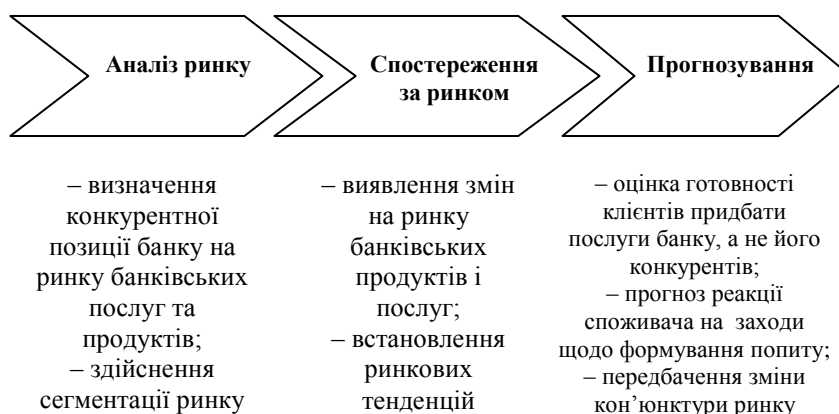 Аналіз ринку
Спостереження
за ринком
Прогнозування
– визначення
конкурентної
позиції банку на
ринку банківських
послуг та
продуктів;
– здійснення
сегментації ринку
– виявлення змін
на ринку
банківських
продуктів і
послуг;
– встановлення
ринкових
тенденцій
– оцінка готовності
клієнтів придбати
послуги банку, а не його
конкурентів;
– прогноз реакції
споживача на заходи
щодо формування попиту;
– передбачення зміни
кон’юнктури ринку